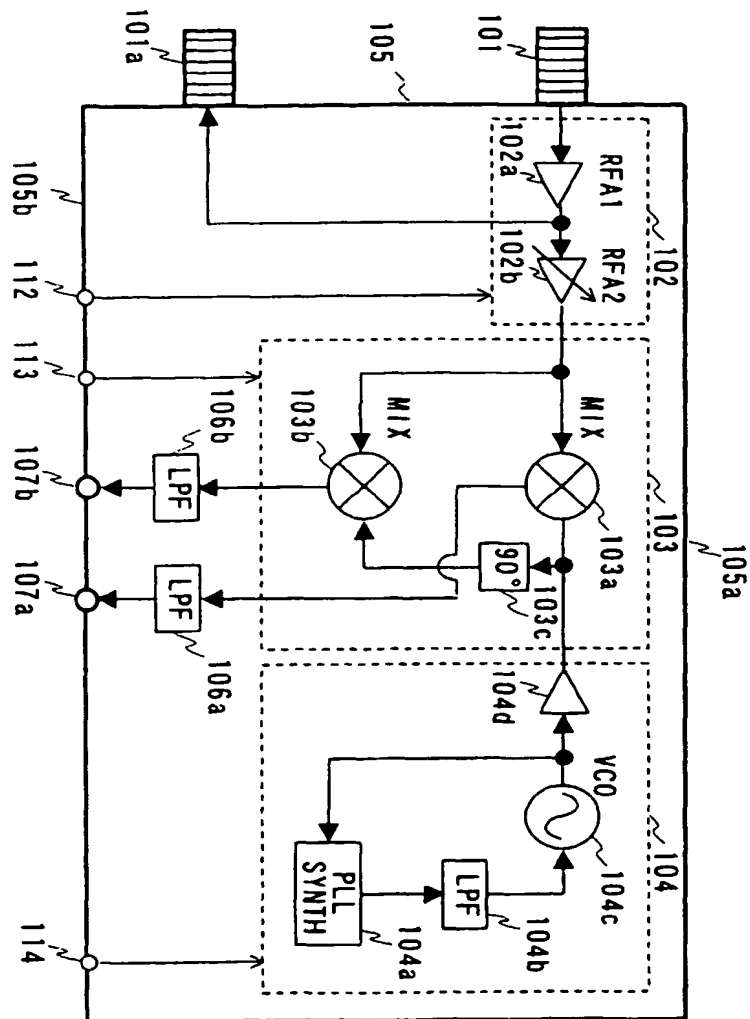 101a
105
101
102a
RFA1
102b
RFA2
102
105b
112
113
MIX
MIX
103b
103a
103
105a
106b
LPF
107b
90°
103c
LPF
107a
106a
104d
VCO
104c
104
PLL
SYNTH
104a
LPF
104b
114